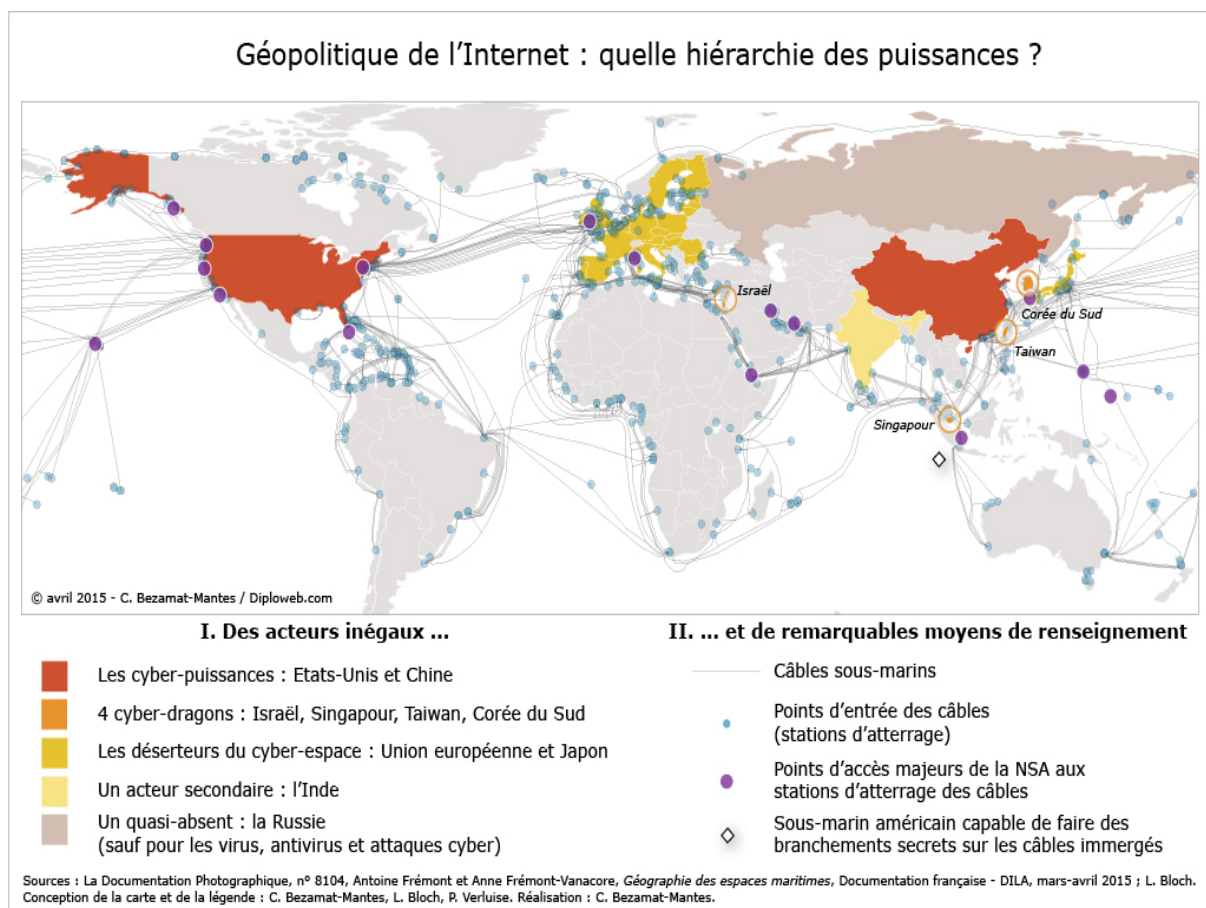 Géopolitique de l'Internet : quelle hiérarchie des puissances ?
Israël
Corée du Sud
Taiwan
Singapour
© avril 2015 - C. Bezamat-Mantes / Diploweb.com
I. Des acteurs inégaux ...
Les cyber-puissances : Etats-Unis et Chine
4 cyber-dragons : Israël, Singapour, Taiwan, Corée du Sud
Les déserteurs du cyber-espace : Union européenne et Japon
Un acteur secondaire : l'Inde
Un quasi-absent : la Russie
(sauf pour les virus, antivirus et attaques cyber)
II. ... et de remarquables moyens de renseignement
Câbles sous-marins
Points d'entrée des câbles
(stations d'atterrage)
Points d'accès majeurs de la NSA aux
stations d'atterrage des câbles
Sous-marin américain capable de faire des
branchements secrets sur les câbles immergés
Sources : La Documentation Photographique, nº 8104, Antoine Frémont et Anne Frémont-Vanacore, Géographie des espaces maritimes, Documentation française - DILA, mars-avril 2015 ; L. Bloch.
Conception de la carte et de la légende : C. Bezamat-Mantes, L. Bloch, P. Verluise. Réalisation : C. Bezamat-Mantes.